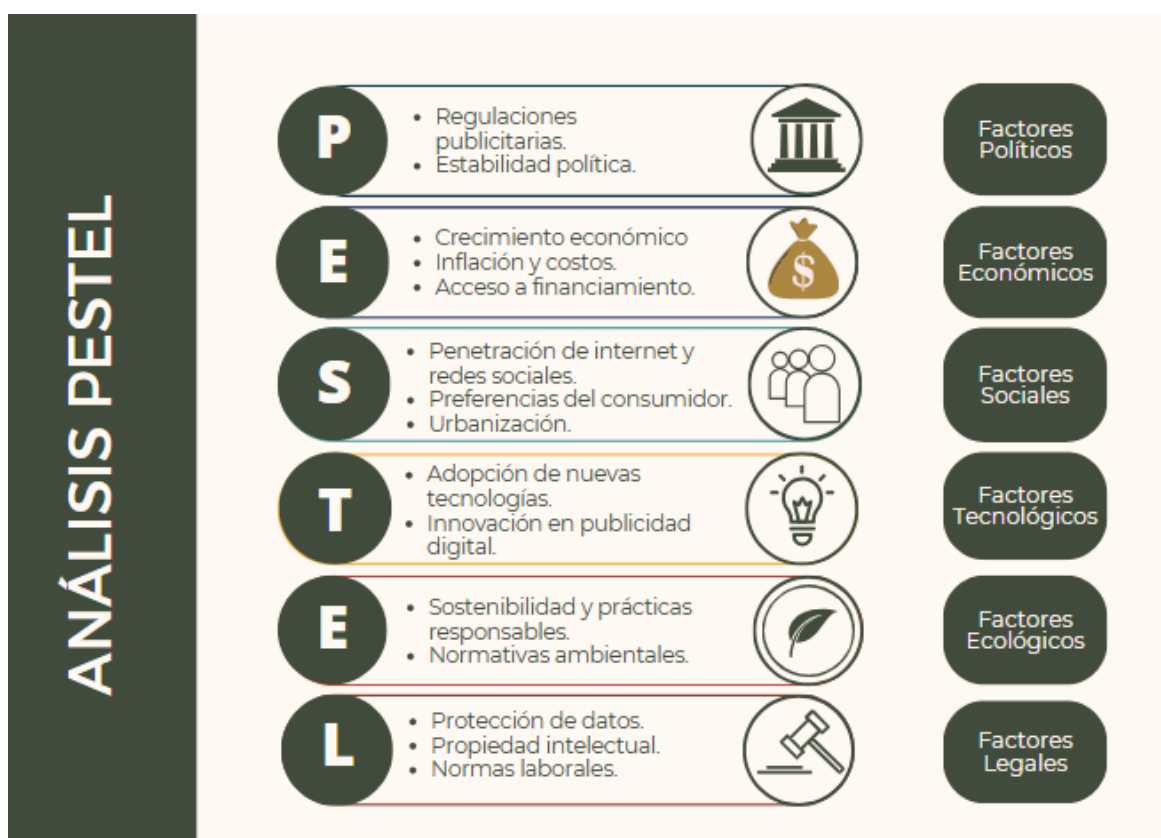 ANÁLISIS PESTEL
P
• Regulaciones
publicitarias.
• Estabilidad política.
Factores
Políticos
E
• Crecimiento económico
• Inflación y costos.
• Acceso a financiamiento.
$
Factores
Económicos
S
• Penetración de internet y
redes sociales.
• Preferencias del consumidor.
• Urbanización.
Factores
Sociales
T
• Adopción de nuevas
tecnologías.
• Innovación en publicidad
digital.
Factores
Tecnológicos
E
• Sostenibilidad y prácticas
responsables.
• Normativas ambientales.
Factores
Ecológicos
L
• Protección de datos.
• Propiedad intelectual.
• Normas laborales.
Factores
Legales